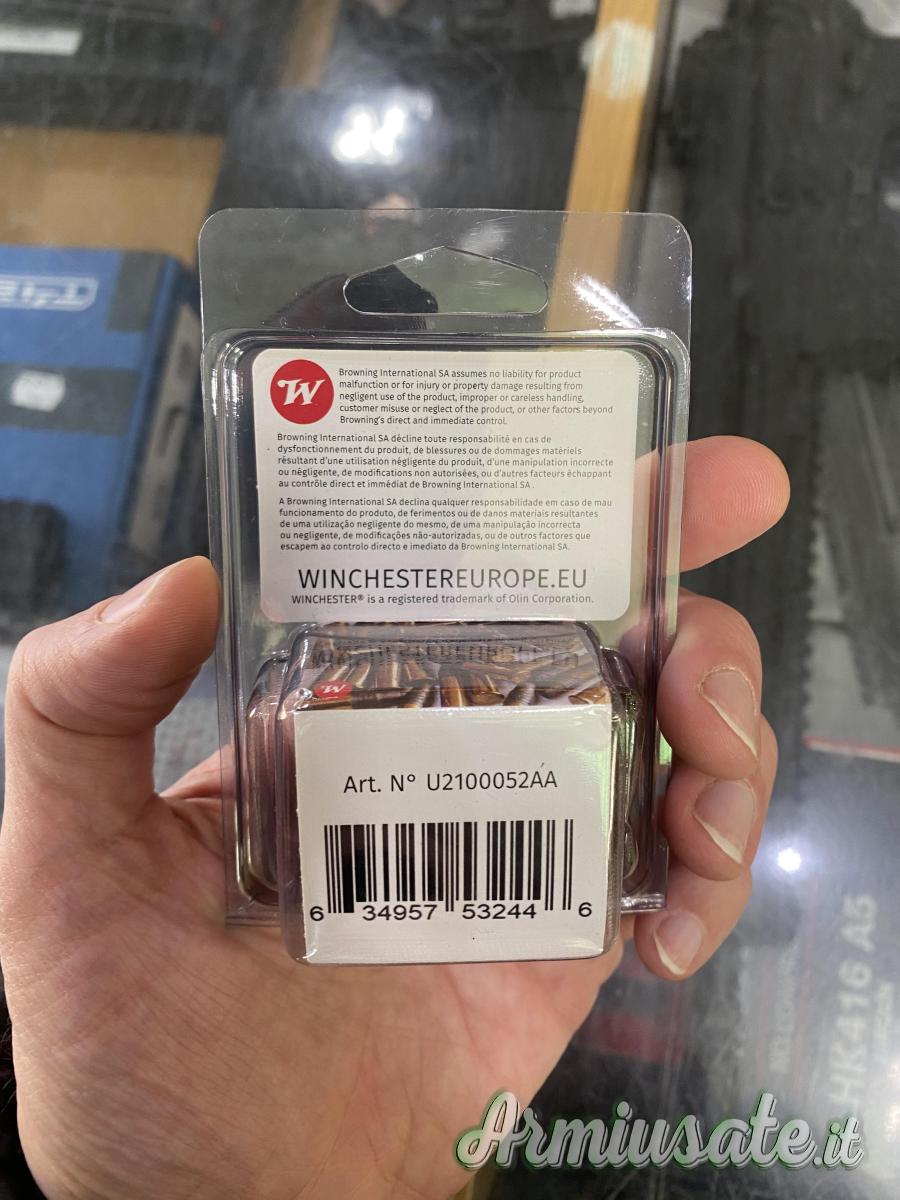 W
Browning International SA assumes no liability for product
malfunction or for injury or property damage resulting from
negligent use of the product, improper or careless handling,
customer misuse or neglect of the product, or other factors beyond
Browning's direct and immediate control.
Browning International SA décline toute responsabilité en cas de
dysfonctionnement du produit, de blessures ou de dommages matériels
résultant d'une utilisation négligente du produit, d'une manipulation incorrecte
ou négligente, de modifications non autorisées, ou d'autres facteurs échappant
au contrôle direct et immédiat de Browning International SA .
A Browning International SA declina qualquer responsabilidade em caso de mau
funcionamento do produto, de ferimentos ou de danos materiais resultantes
de uma utilização negligente do mesmo, de uma manipulação incorrecta
ou negligente, de modificações não-autorizadas, ou de outros factores que
escapem ao controlo directo e imediato da Browning International SA.
WINCHESTEREUROPE.EU
WINCHESTER® is a registered trademark of Olin Corporation.
W
Art. N° U2100052AA
6 34957 53244 6
HK416 A5
Armiusate.it